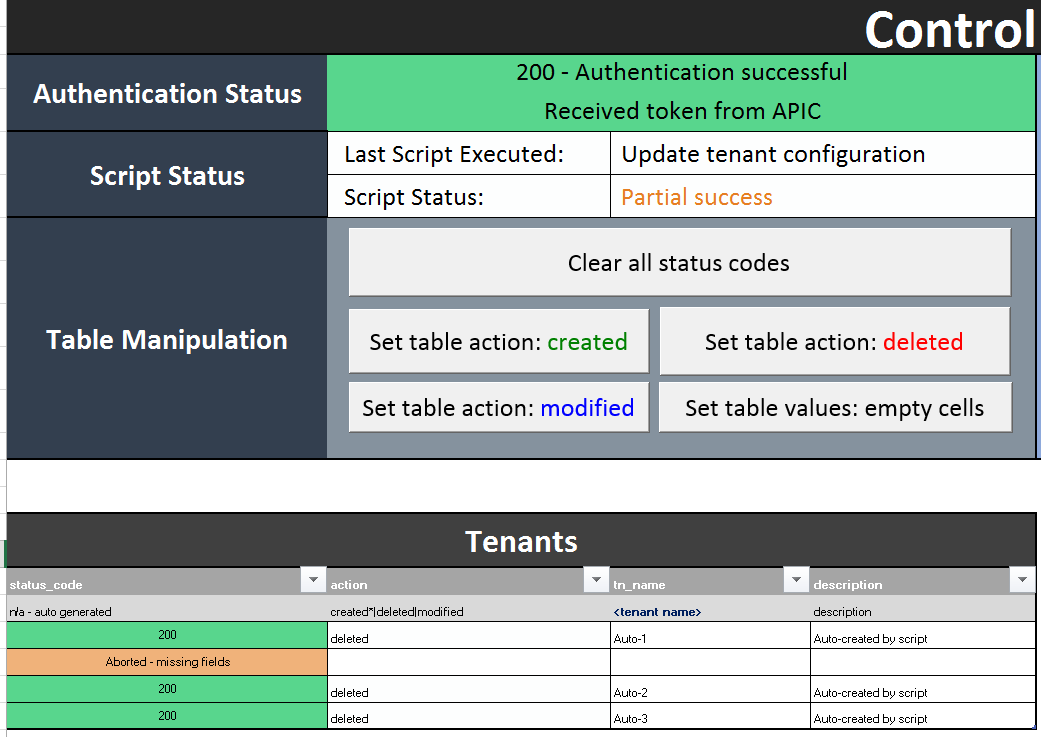 Control
Authentication Status
200 - Authentication successful
Received token from APIC
Script Status
Last Script Executed: Update tenant configuration
Script Status: Partial success
Table Manipulation
Clear all status codes
Set table action: created Set table action: deleted
Set table action: modified Set table values: empty cells
Tenants
status_code action tn_name description
n/a - auto generated created*|deleted|modified <tenant name> description
200 deleted Auto-1 Auto-created by script
Aborted - missing fields
200 deleted Auto-2 Auto-created by script
200 deleted Auto-3 Auto-created by script